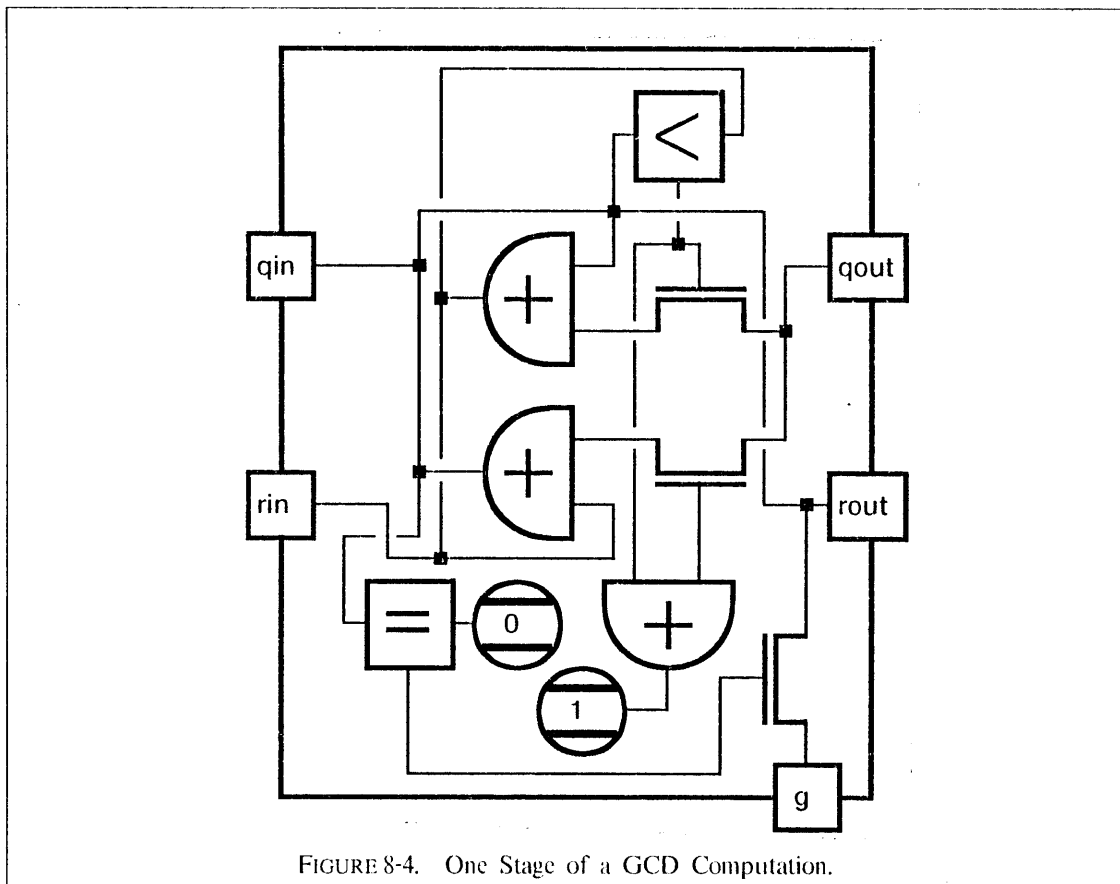 <
qin
+
qout
+
rin
rout
=
0
+
1
g
FIGURE 8-4. One Stage of a GCD Computation.